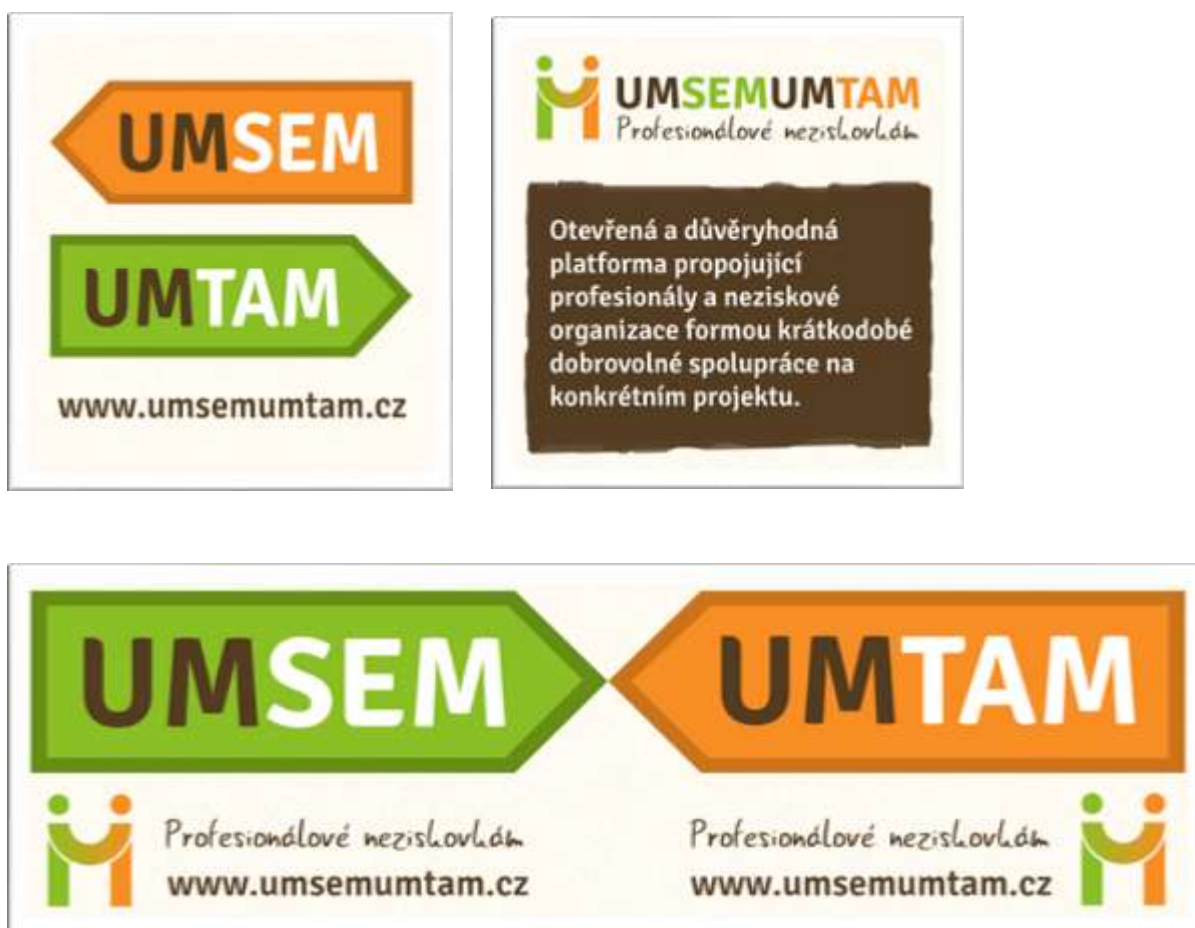 UMSEM
UMTAM
www.umsemumtam.cz
UMSEMUMTAM
Profesionálové neziskovkám
Otevřená a důvěryhodná
platforma propojující
profesionály a neziskové
organizace formou krátkodobé
dobrovolné spolupráce na
konkrétním projektu.
UMSEM
UMTAM
Profesionálové neziskovkám
www.umsemumtam.cz
Profesionálové neziskovkám
www.umsemumtam.cz